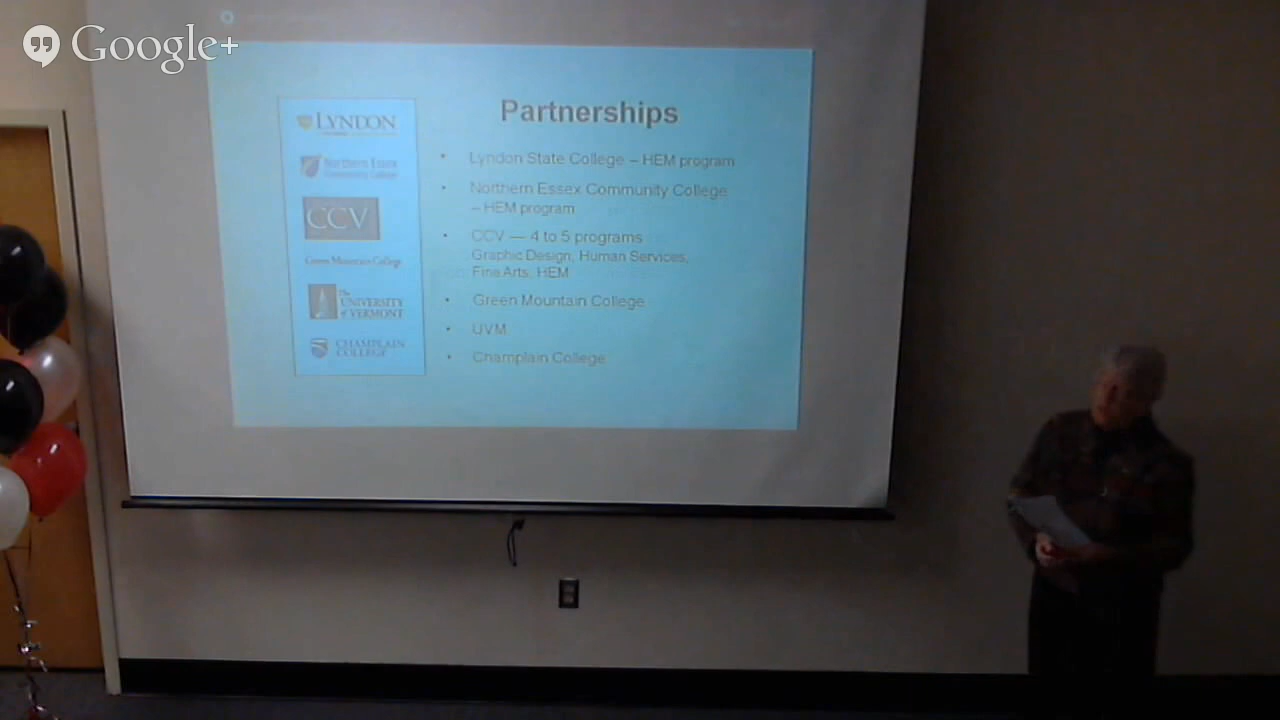 Google+
Partnerships
LYNDON
Northern Essex
Community College
CCV
Green Mountain College
The
UNIVERSITY
of VERMONT
CHAMPLAIN
COLLEGE
• Lyndon State College – HEM program
• Northern Essex Community College
– HEM program
• CCV — 4 to 5 programs
Graphic Design, Human Services,
Fine Arts, HEM
• Green Mountain College
• UVM
• Champlain College